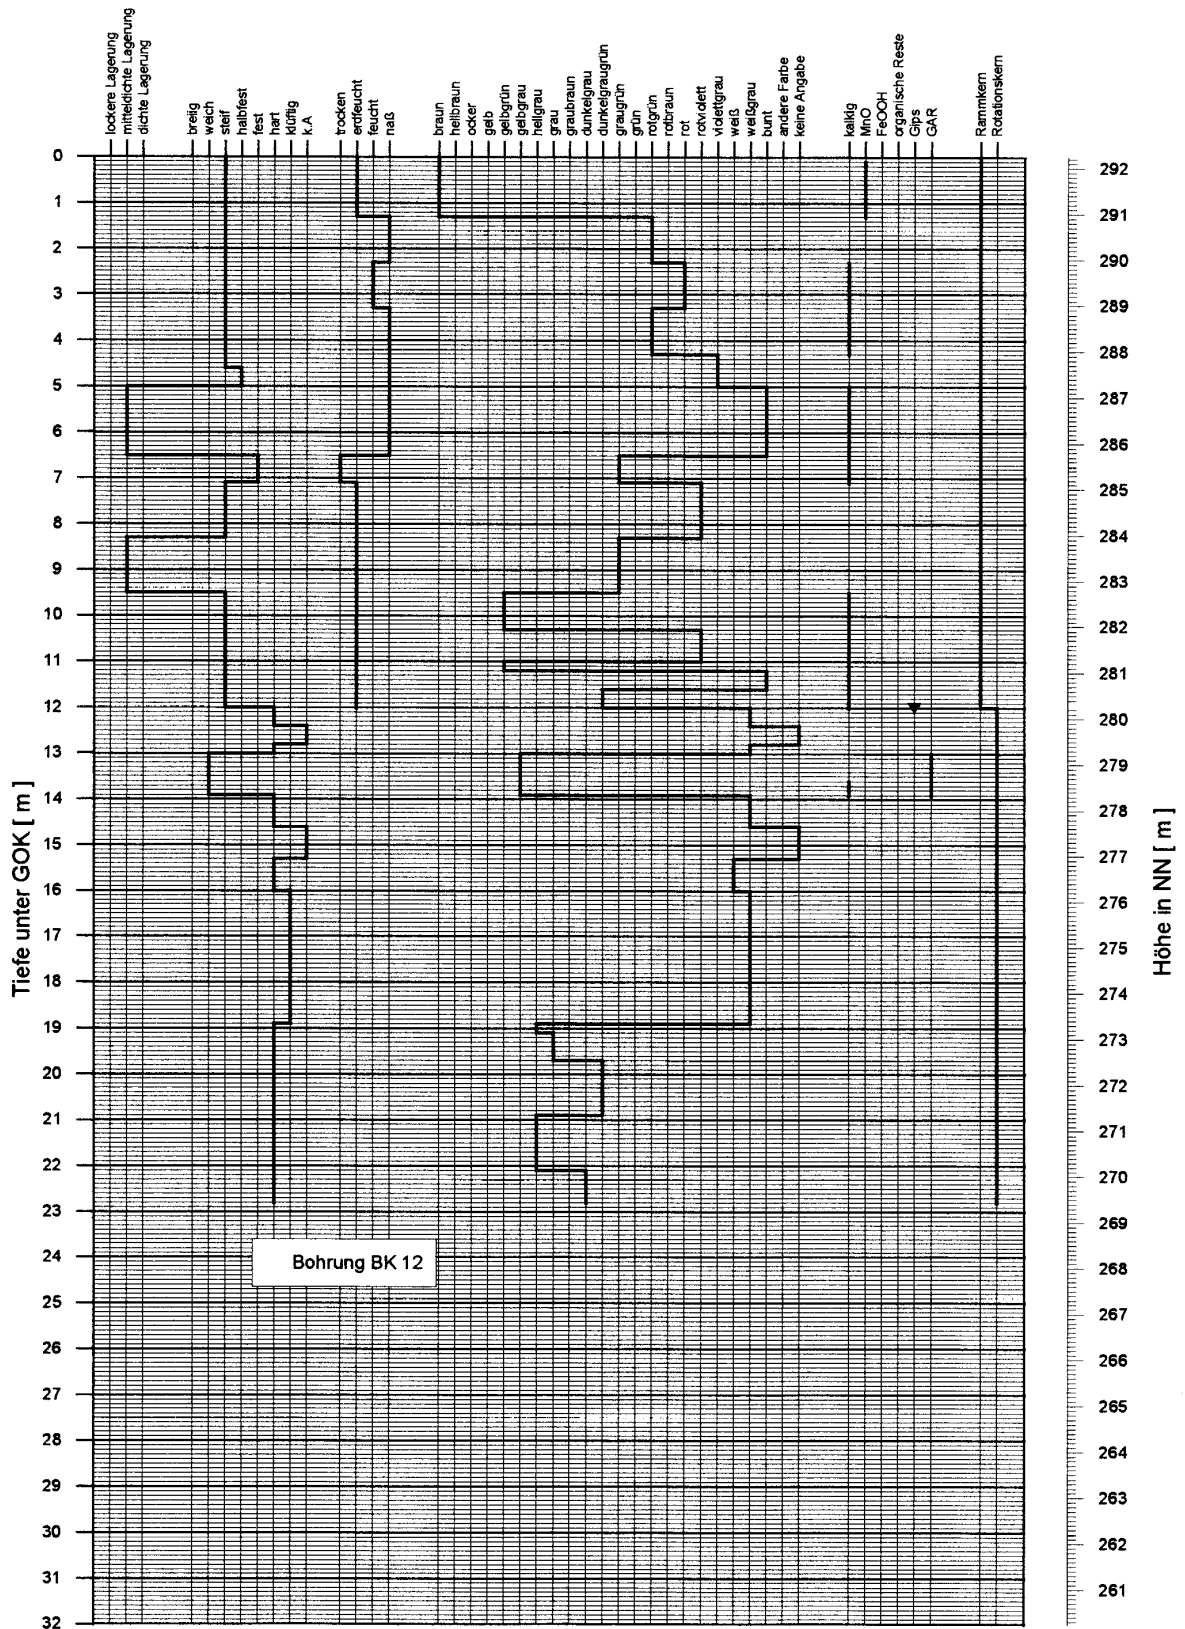 lockere Lagerung
mitteldichte Lagerung
dichte Lagerung
breiig
weich
steif
halbfest
fest
hart
klüftig
k.A
trocken
erdfeucht
feucht
naß
braun
hellbraun
ocker
gelb
gelbgrün
gelbgrau
hellgrau
grau
graubraun
dunkelgrau
dunkelgraugrün
graugrün
grün
rotgrün
rotbraun
rot
rotviolett
violettgrau
weiß
weißgrau
bunt
andere Farbe
keine Angabe
kalkig
MnO
FeOOH
organische Reste
Gips
GAR
Rammkern
Rotationskern
0
1
2
3
4
5
6
7
8
9
10
11
12
13
14
15
16
17
18
19
20
21
22
23
24
25
26
27
28
29
30
31
32
Tiefe unter GOK [ m ]
Bohrung BK 12
292
291
290
289
288
287
286
285
284
283
282
281
280
279
278
277
276
275
274
273
272
271
270
269
268
267
266
265
264
263
262
261
Höhe in NN [ m ]